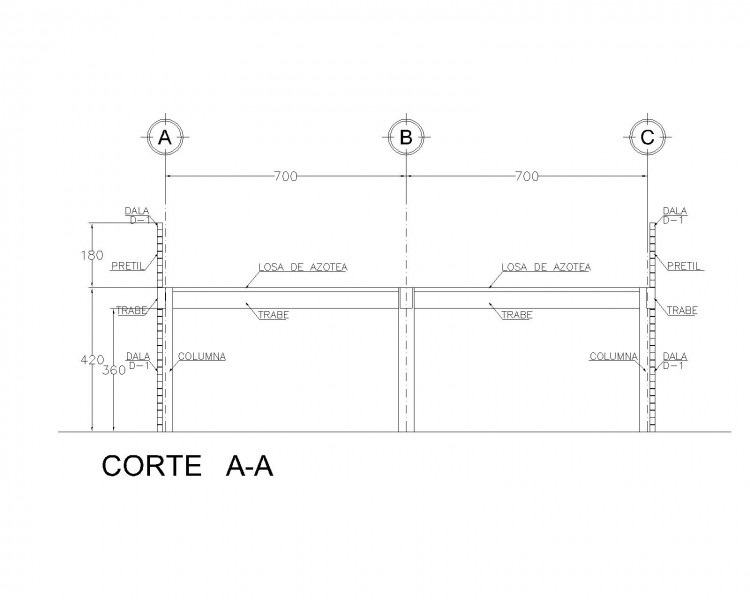 A B C
700 700
DALA
D-1
DALA
D-1
180
PRETIL
PRETIL
LOSA DE AZOTEA
LOSA DE AZOTEA
TRABE
TRABE
TRABE
TRABE
420
360
DALA
D-1
COLUMNA
COLUMNA
DALA
D-1
CORTE A-A